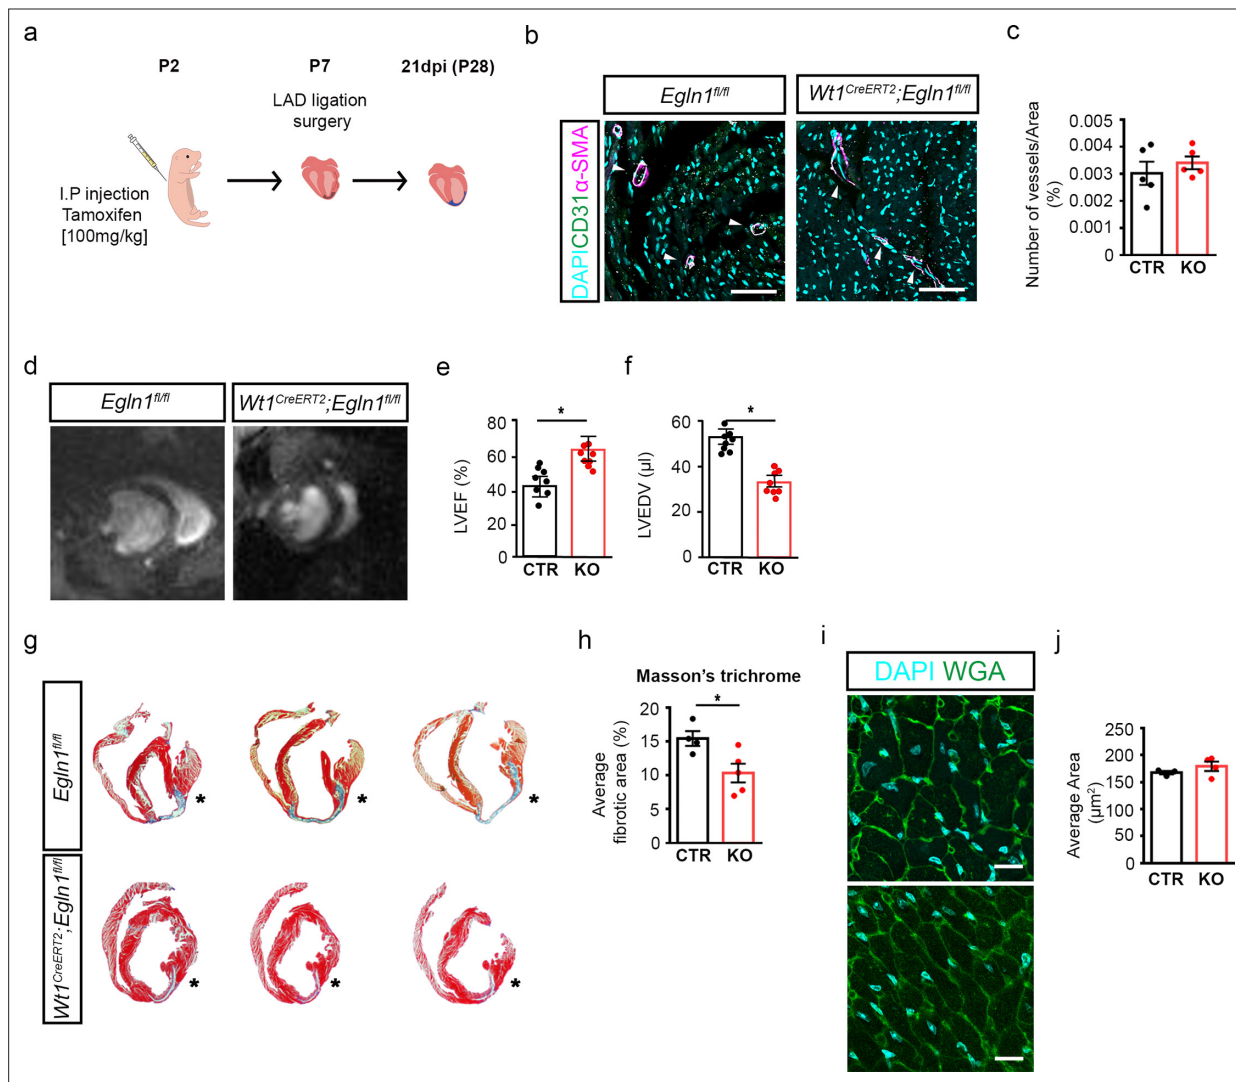 a
P2
P7
21dpi (P28)
LAD ligation
surgery
I.P injection
Tamoxifen
[100mg/kg]
b
Egln1fl/fl
Wt1CreERT2;Egln1fl/fl
DAPICD31α-SMA
c
Number of vessels/Area
(%)
0.005
0.004
0.003
0.002
0.001
0
CTR
KO
d
Egln1fl/fl
Wt1CreERT2;Egln1fl/fl
e
LVEF (%)
80
60
40
20
0
*
CTR
KO
f
LVEDV (µl)
60
40
20
0
*
CTR
KO
g
Egln1fl/fl
*
*
*
Wt1CreERT2;Egln1fl/fl
*
*
*
h
Masson's trichrome
Average
fibrotic area (%)
20
15
10
5
0
*
CTR
KO
i
DAPI WGA
j
Average Area
(µm²)
250
200
150
100
50
0
CTR
KO